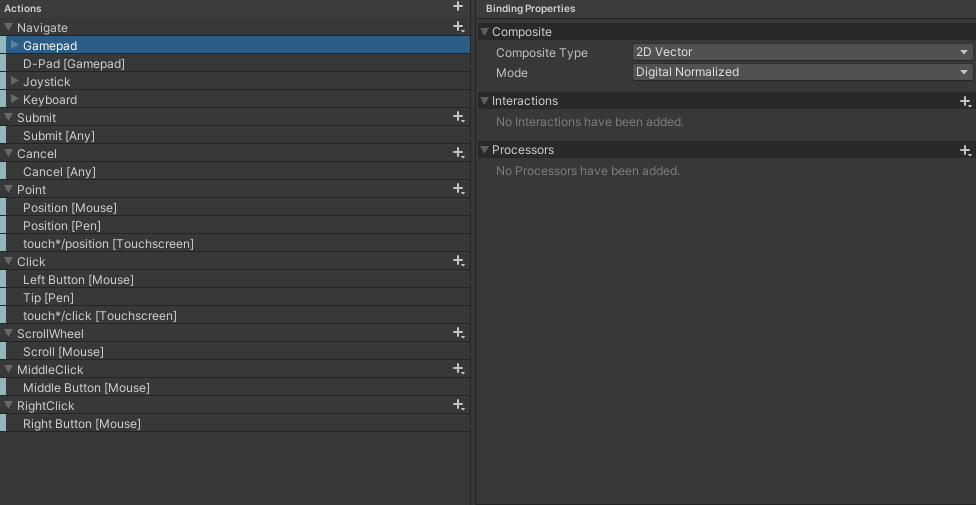 Actions
Navigate
Gamepad
D-Pad [Gamepad]
Joystick
Keyboard
Submit
Submit [Any]
Cancel
Cancel [Any]
Point
Position [Mouse]
Position [Pen]
touch*/position [Touchscreen]
Click
Left Button [Mouse]
Tip [Pen]
touch*/click [Touchscreen]
ScrollWheel
Scroll [Mouse]
MiddleClick
Middle Button [Mouse]
RightClick
Right Button [Mouse]
Binding Properties
Composite
Composite Type 2D Vector
Mode Digital Normalized
Interactions
No Interactions have been added.
Processors
No Processors have been added.